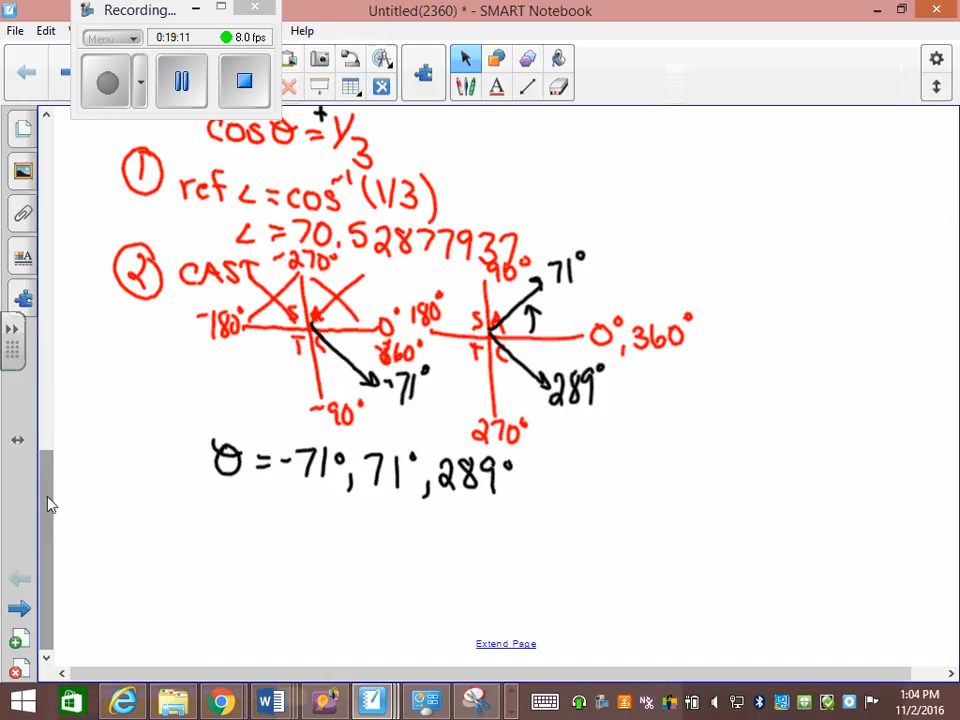 Recording...
Untitled(2360) * - SMART Notebook
File Edit Help
Menu
0:19:11
8.0 fps
A
cosθ = + 1/3
① ref ∠ = cos⁻¹ (1/3)
∠ = 70.52877937
② CAST
-270°
-180°
0°
360°
-90°
S A
T C
-71°
90°
71°
180°
0°, 360°
S A
T C
289°
270°
θ = -71°, 71°, 289°
Extend Page
1:04 PM
11/2/2016